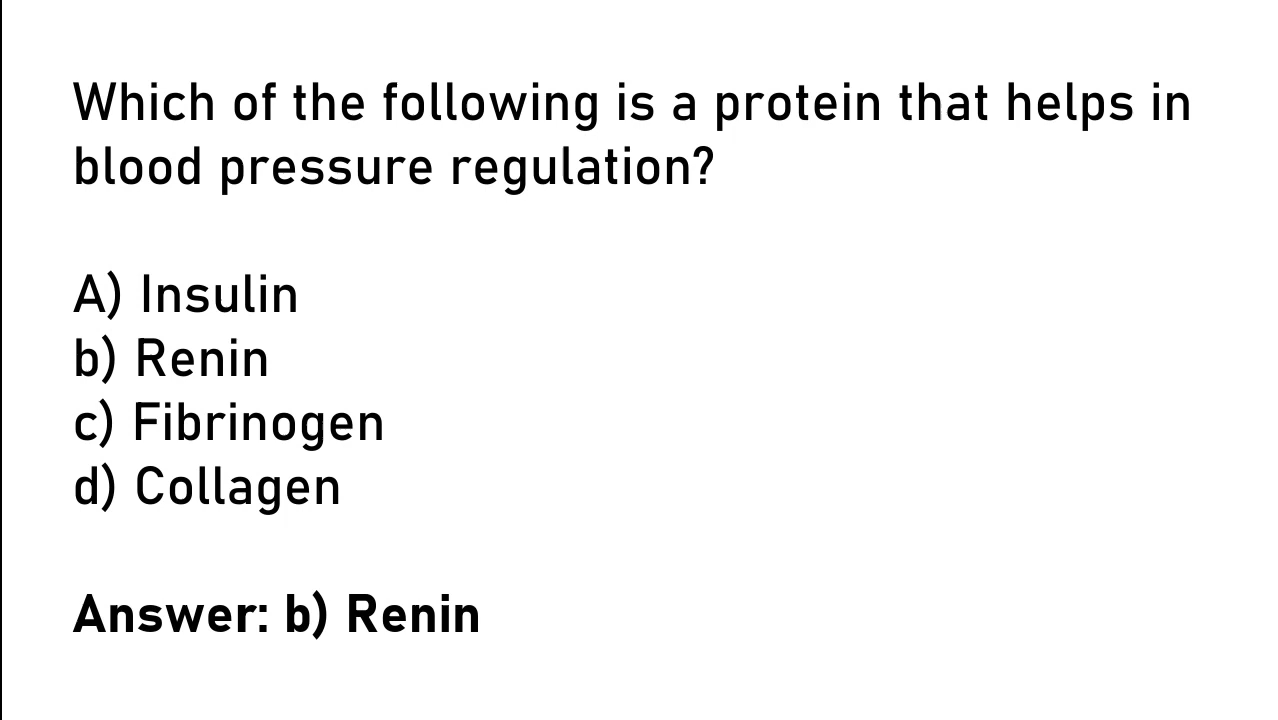 Which of the following is a protein that helps in
blood pressure regulation?
A) Insulin
b) Renin
c) Fibrinogen
d) Collagen
Answer: b) Renin